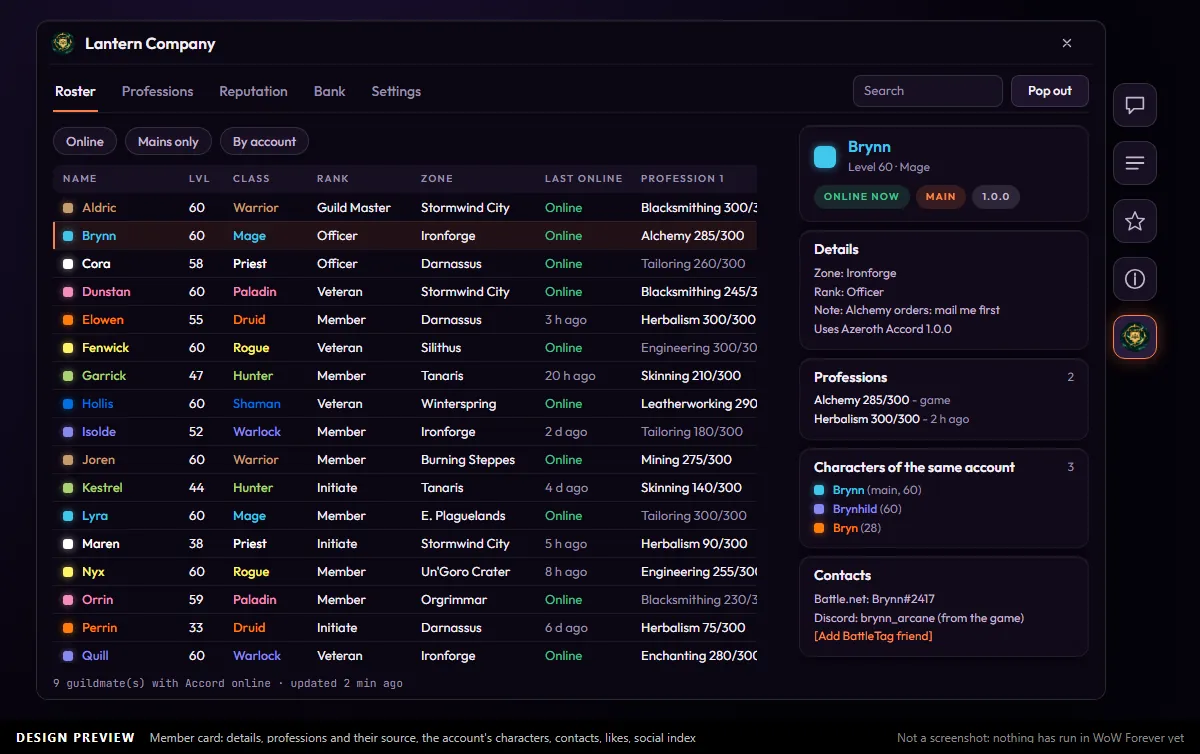 Lantern Company
Roster Professions Reputation Bank Settings Search Pop out
Online Mains only By account
NAME LVL CLASS RANK ZONE LAST ONLINE PROFESSION 1
Aldric 60 Warrior Guild Master Stormwind City Online Blacksmithing 300/3
Brynn 60 Mage Officer Ironforge Online Alchemy 285/300
Cora 58 Priest Officer Darnassus Online Tailoring 260/300
Dunstan 60 Paladin Veteran Stormwind City Online Blacksmithing 245/3
Elowen 55 Druid Member Darnassus 3 h ago Herbalism 300/300
Fenwick 60 Rogue Veteran Silithus Online Engineering 300/30
Garrick 47 Hunter Member Tanaris 20 h ago Skinning 210/300
Hollis 60 Shaman Veteran Winterspring Online Leatherworking 290
Isolde 52 Warlock Member Ironforge 2 d ago Tailoring 180/300
Joren 60 Warrior Member Burning Steppes Online Mining 275/300
Kestrel 44 Hunter Initiate Tanaris 4 d ago Skinning 140/300
Lyra 60 Mage Member E. Plaguelands Online Tailoring 300/300
Maren 38 Priest Initiate Stormwind City 5 h ago Herbalism 90/300
Nyx 60 Rogue Member Un'Goro Crater 8 h ago Engineering 255/300
Orrin 59 Paladin Member Orgrimmar Online Blacksmithing 230/3
Perrin 33 Druid Initiate Darnassus 6 d ago Herbalism 75/300
Quill 60 Warlock Veteran Ironforge Online Enchanting 280/300
9 guildmate(s) with Accord online · updated 2 min ago
Brynn
Level 60 · Mage
ONLINE NOW MAIN 1.0.0
Details
Zone: Ironforge
Rank: Officer
Note: Alchemy orders: mail me first
Uses Azeroth Accord 1.0.0
Professions 2
Alchemy 285/300 - game
Herbalism 300/300 - 2 h ago
Characters of the same account 3
Brynn (main, 60)
Brynhild (60)
Bryn (28)
Contacts
Battle.net: Brynn#2417
Discord: brynn_arcane (from the game)
[Add BattleTag friend]
DESIGN PREVIEW Member card: details, professions and their source, the account's characters, contacts, likes, social index Not a screenshot: nothing has run in WoW Forever yet